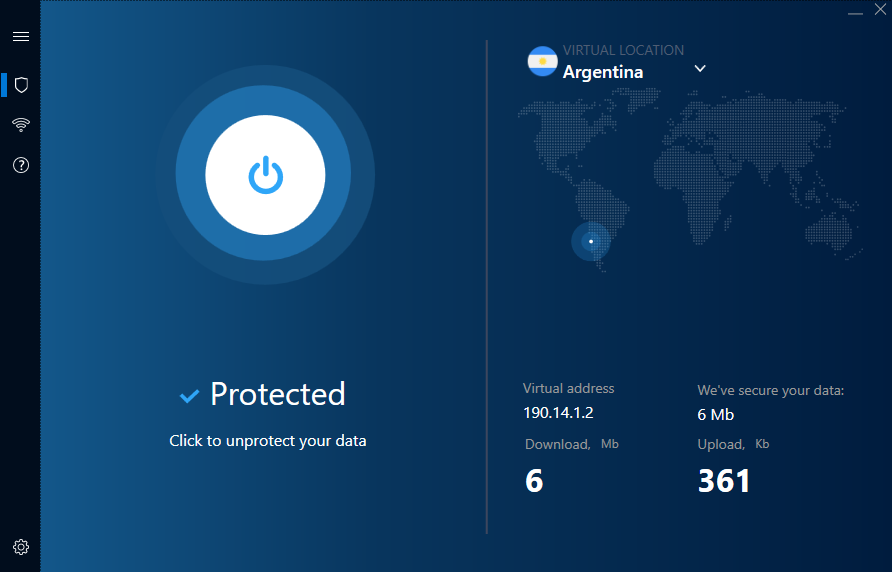 VIRTUAL LOCATION
Argentina
Protected
Click to unprotect your data
Virtual address
190.14.1.2
We've secure your data:
6 Mb
Download, Mb
6
Upload, Kb
361